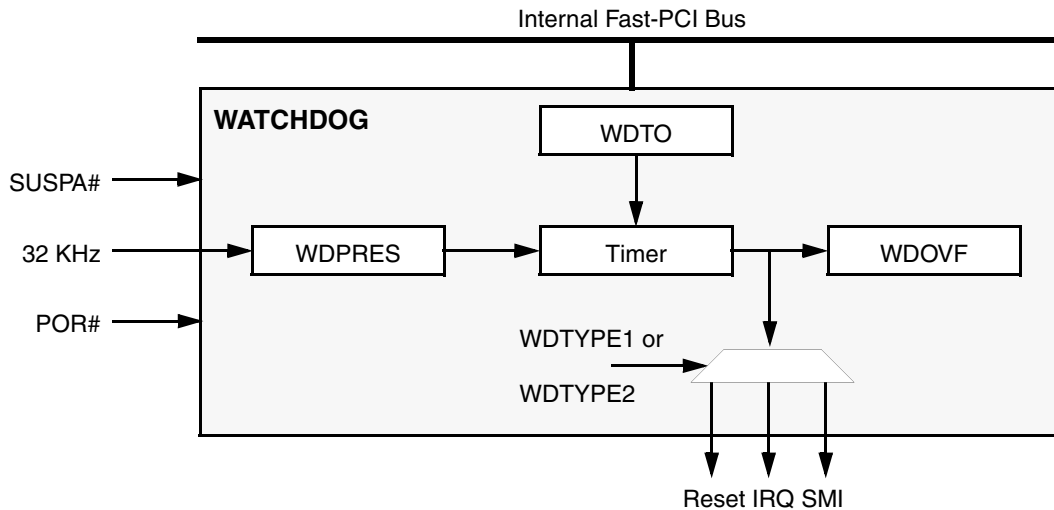 Internal Fast-PCI Bus
WATCHDOG
WDTO
SUSPA#
32 KHz
WDPRES
Timer
WDOVF
POR#
WDTYPE1 or
WDTYPE2
Reset IRQ SMI